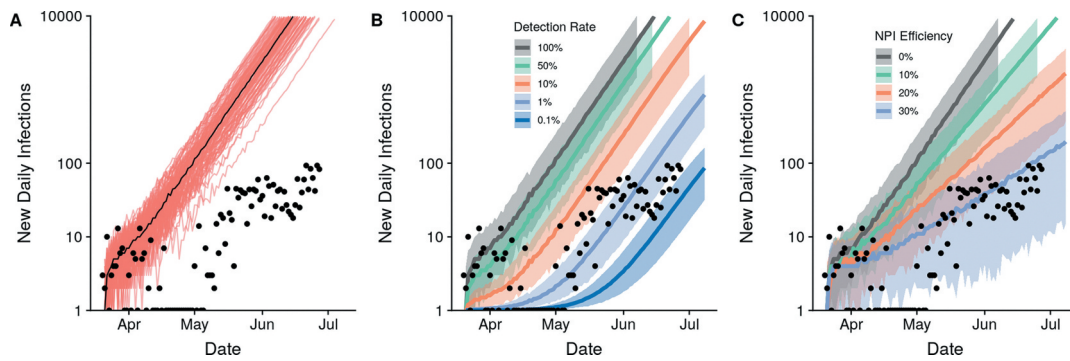 A
10000
100
10
1
New Daily Infections
Apr
May
Jun
Jul
Date
B
10000
100
10
1
New Daily Infections
Detection Rate
100%
50%
10%
1%
0.1%
Apr
May
Jun
Jul
Date
C
10000
100
10
1
New Daily Infections
NPI Efficiency
0%
10%
20%
30%
Apr
May
Jun
Jul
Date